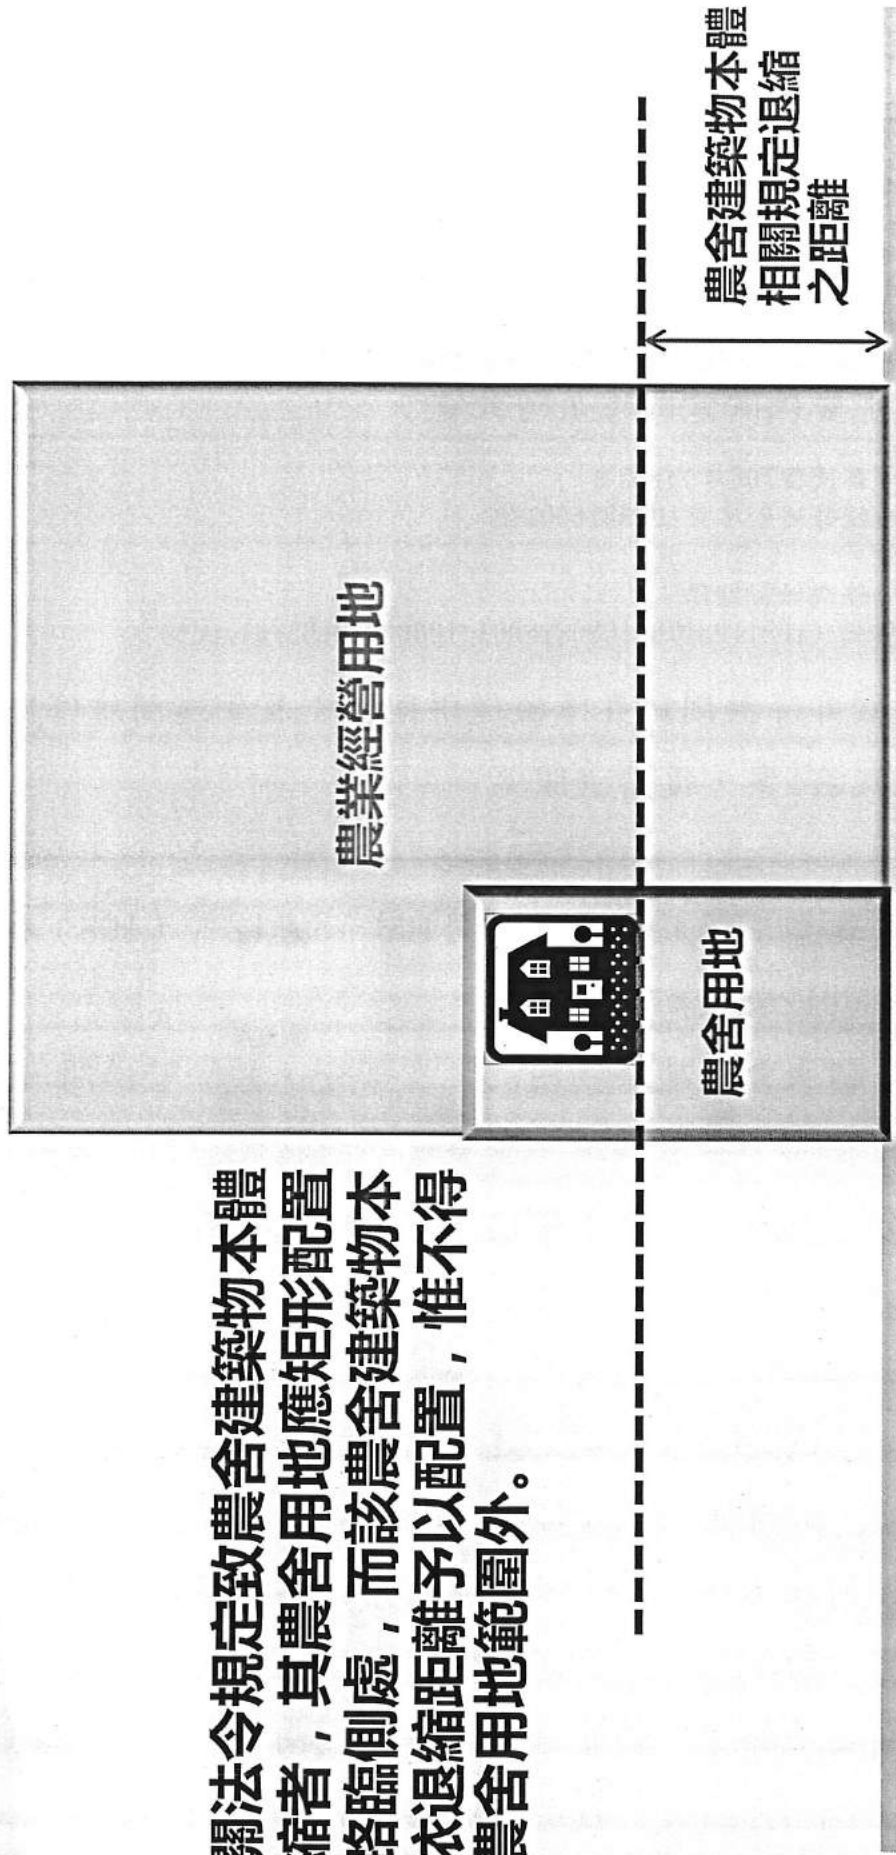 關法令規定致農舍建築物本體
縮者，其農舍用地應矩形配置
路臨側處，而該農舍建築物本
依退縮距離予以配置，惟不得
農舍用地範圍外。
農業經營用地
農舍用地
農舍建築物本體
相關規定退縮
之距離